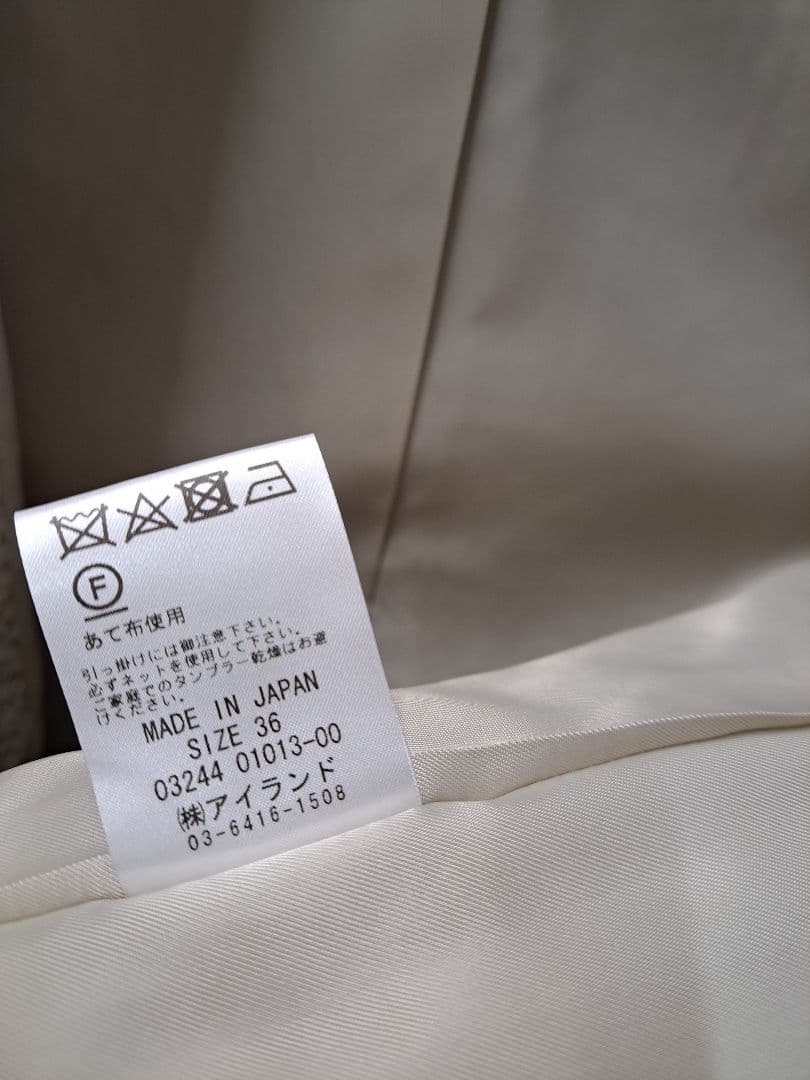 F
あて布使用
引っ掛けには御注意下さい。
必ずネットを使用して下さい。
ご家庭でのタンブラー乾燥はお避
けください。
MADE IN JAPAN
SIZE 36
03244 01013-00
㈱アイランド
03-6416-1508